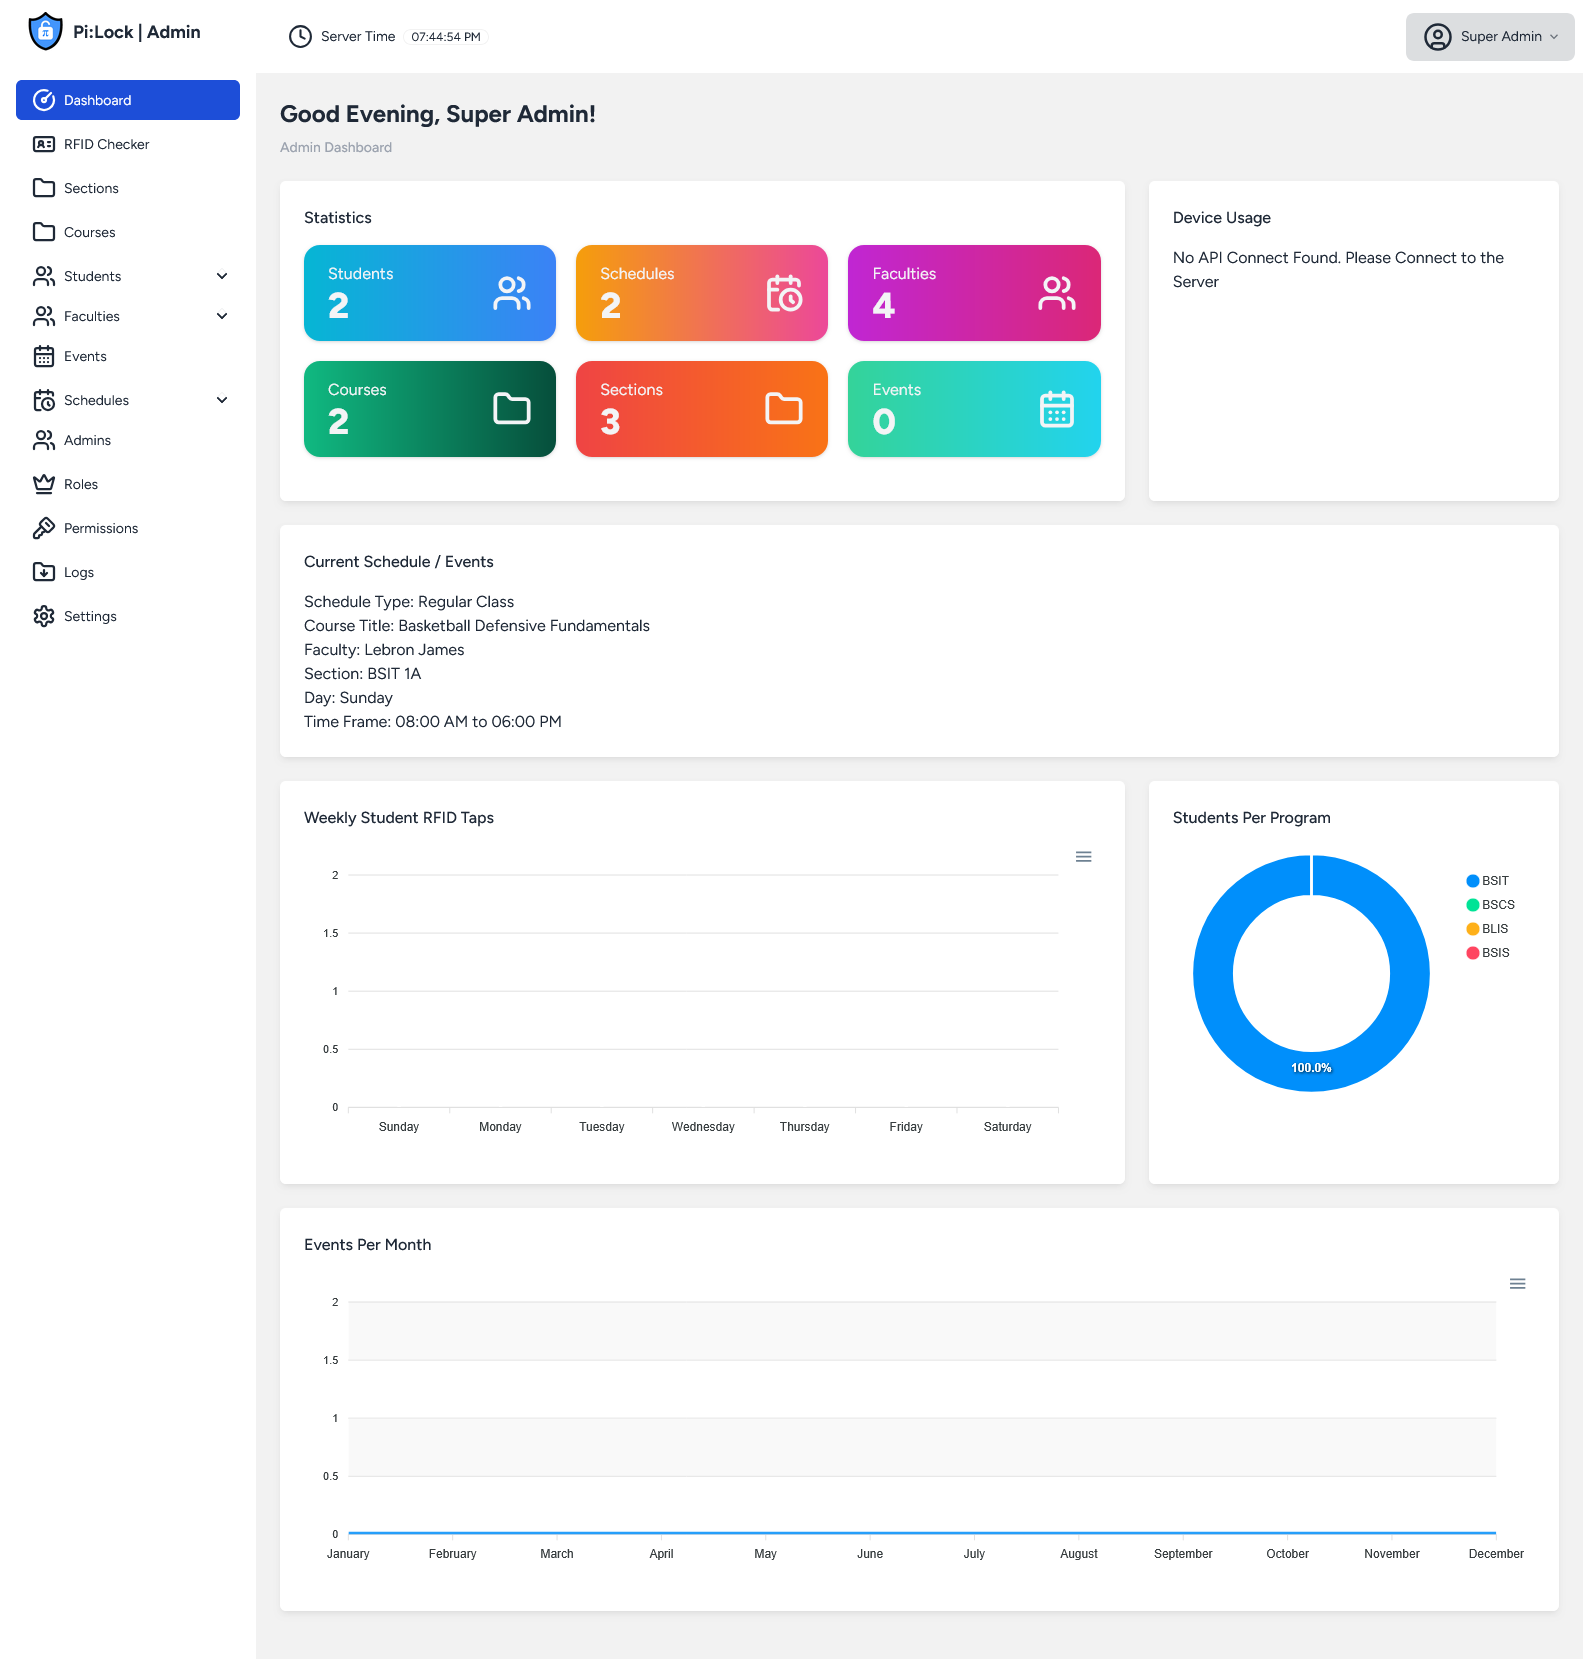 Pi:Lock | Admin
Server Time 07:44:54 PM
Super Admin
Dashboard
RFID Checker
Sections
Courses
Students
Faculties
Events
Schedules
Admins
Roles
Permissions
Logs
Settings
Good Evening, Super Admin!
Admin Dashboard
Statistics
Students
2
Schedules
2
Faculties
4
Courses
2
Sections
3
Events
0
Device Usage
No API Connect Found. Please Connect to the
Server
Current Schedule / Events
Schedule Type: Regular Class
Course Title: Basketball Defensive Fundamentals
Faculty: Lebron James
Section: BSIT 1A
Day: Sunday
Time Frame: 08:00 AM to 06:00 PM
Weekly Student RFID Taps
2
1.5
1
0.5
0
Sunday Monday Tuesday Wednesday Thursday Friday Saturday
Students Per Program
BSIT
BSCS
BLIS
BSIS
100.0%
Events Per Month
2
1.5
1
0.5
0
January February March April May June July August September October November December